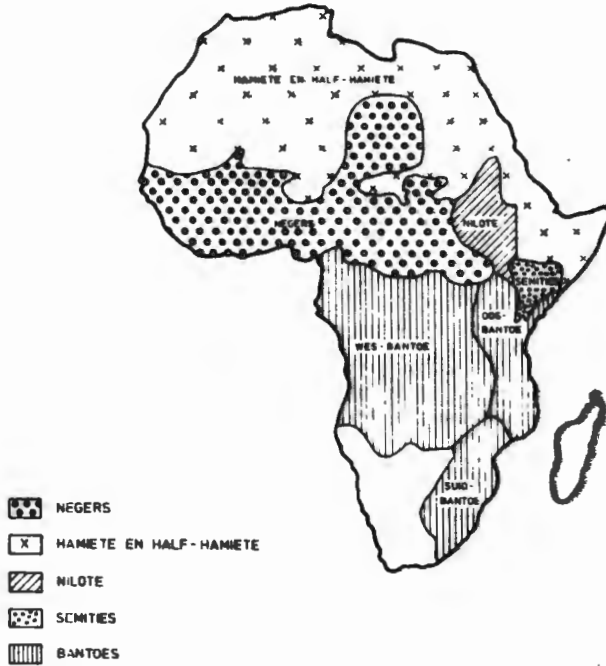 HAMIETE EN HALF-HAMIETE
NEGERS
NILOTE
SEMITIES
OOS-
BANTOE
WES-BANTOE
SUID-
BANTOE
NEGERS
HAMIETE EN HALF-HAMIETE
NILOTE
SEMITIES
BANTOES